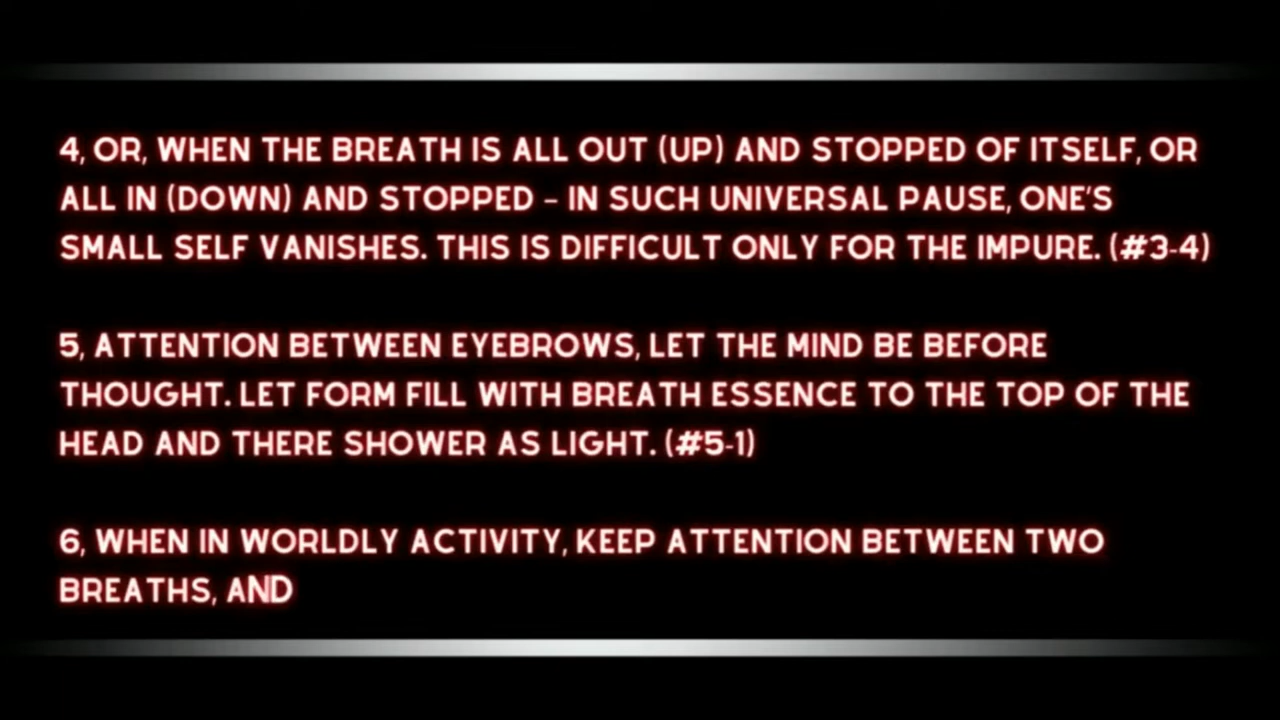 4, OR, WHEN THE BREATH IS ALL OUT (UP) AND STOPPED OF ITSELF, OR
ALL IN (DOWN) AND STOPPED – IN SUCH UNIVERSAL PAUSE, ONE'S
SMALL SELF VANISHES. THIS IS DIFFICULT ONLY FOR THE IMPURE. (#3-4)
5, ATTENTION BETWEEN EYEBROWS, LET THE MIND BE BEFORE
THOUGHT. LET FORM FILL WITH BREATH ESSENCE TO THE TOP OF THE
HEAD AND THERE SHOWER AS LIGHT. (#5-1)
6, WHEN IN WORLDLY ACTIVITY, KEEP ATTENTION BETWEEN TWO
BREATHS, AND